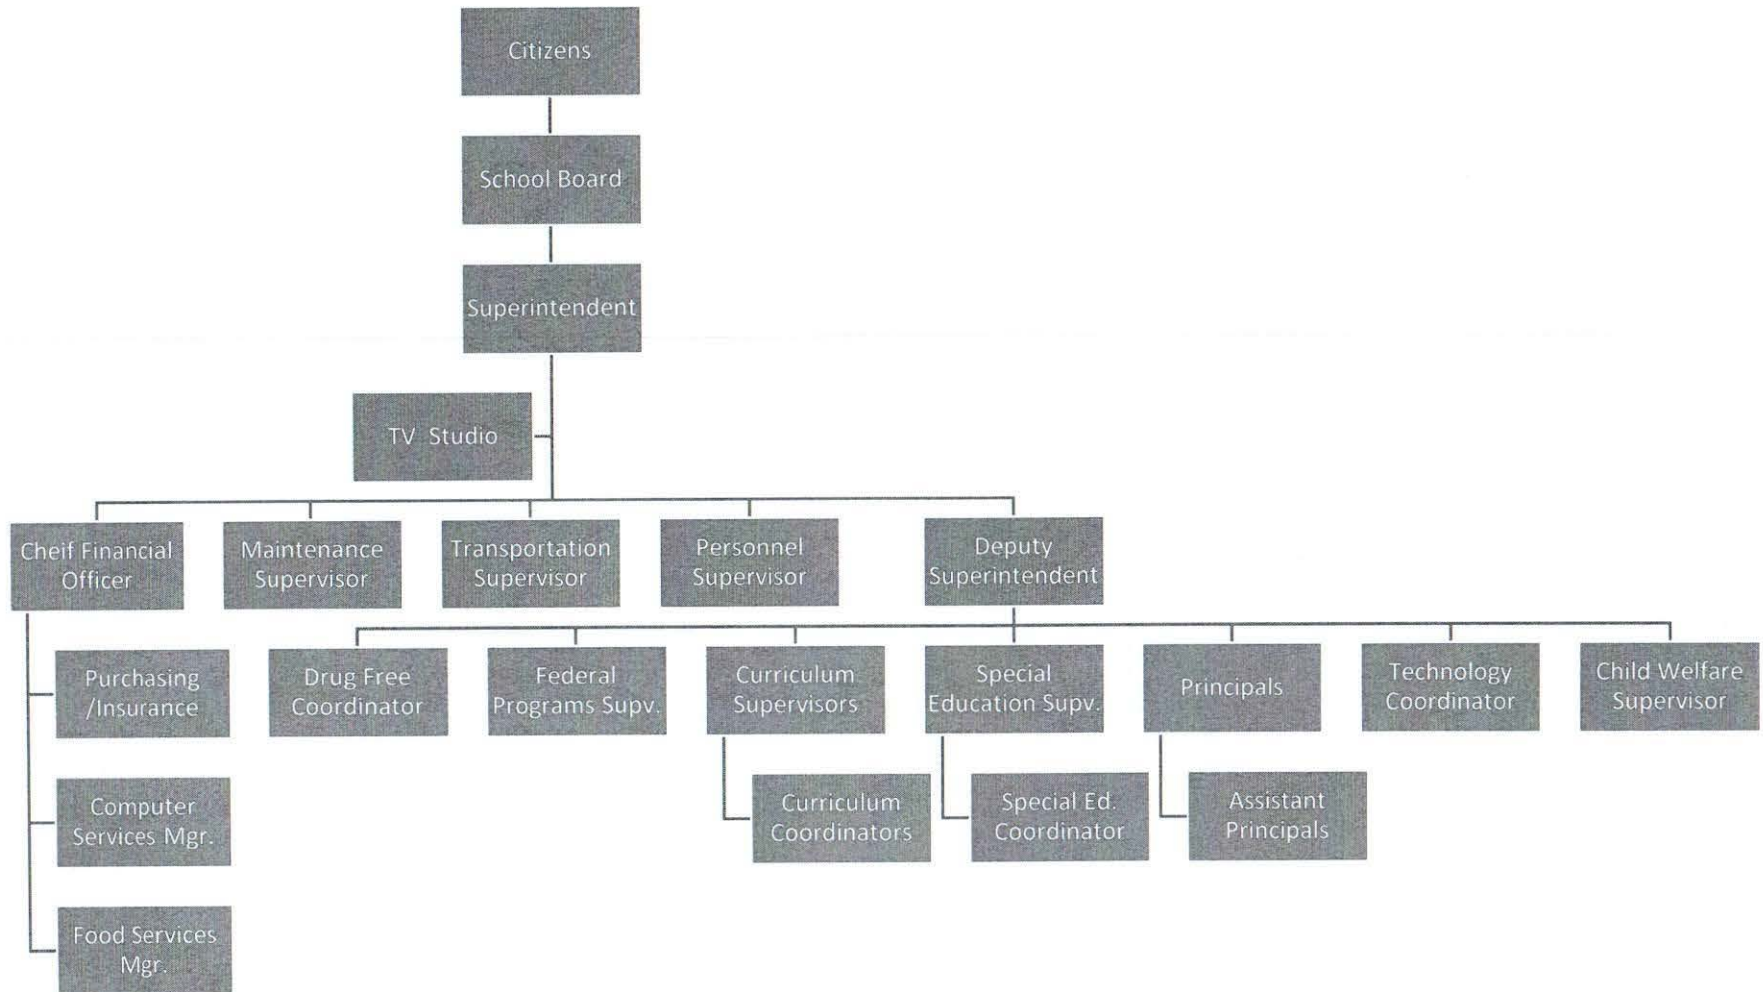 Citizens
School Board
Superintendent
TV Studio
Cheif Financial
Officer
Maintenance
Supervisor
Transportation
Supervisor
Personnel
Supervisor
Deputy
Superintendent
Purchasing
/Insurance
Drug Free
Coordinator
Federal
Programs Supv.
Curriculum
Supervisors
Special
Education Supv.
Principals
Technology
Coordinator
Child Welfare
Supervisor
Computer
Services Mgr.
Curriculum
Coordinators
Special Ed.
Coordinator
Assistant
Principals
Food Services
Mgr.